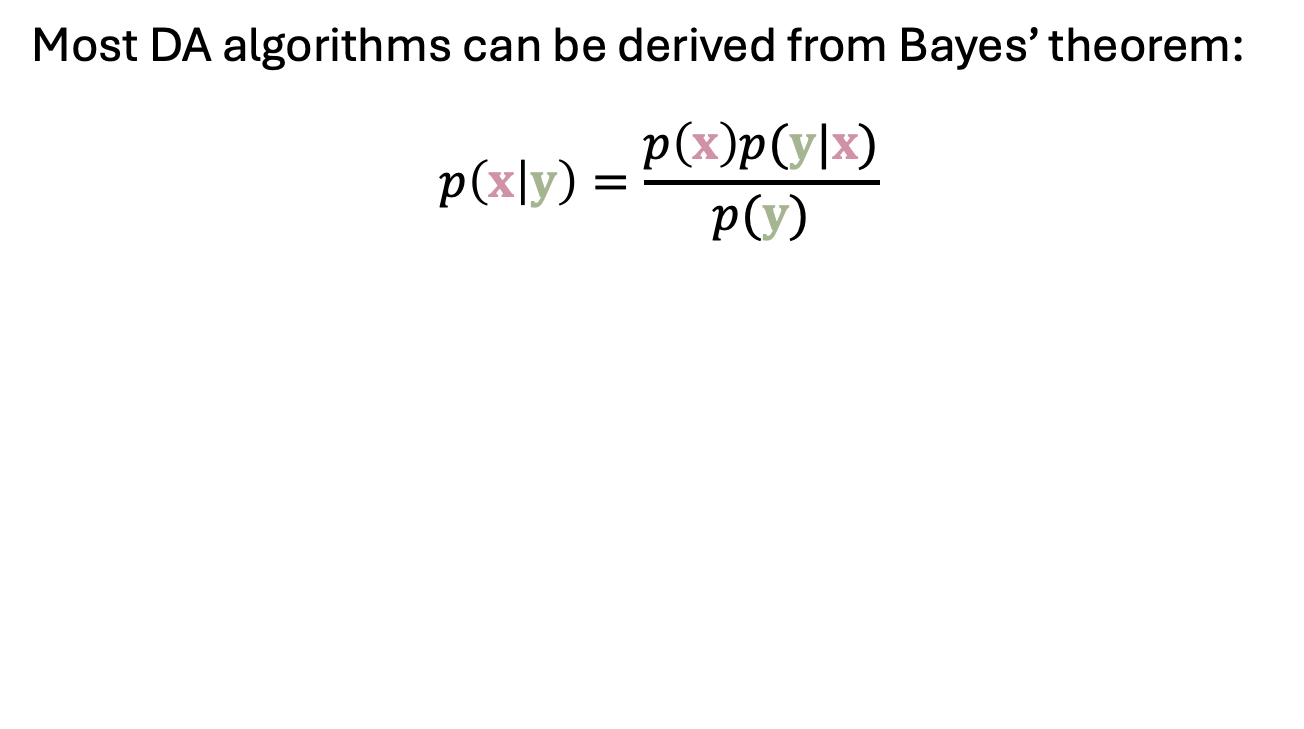 Most DA algorithms can be derived from Bayes’ theorem:
p(x|y) = p(x)p(y|x) / p(y)